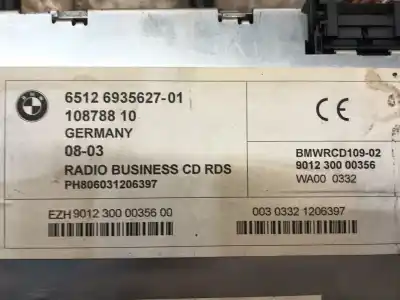 BMW
6512 6935627-01
108788 10
GERMANY
08-03
RADIO BUSINESS CD RDS
PH806031206397
CE
BMWRCD109-02
9012 300 00356
WA00 0332
EZH 9012 300 00356 00
003 0332 1206397